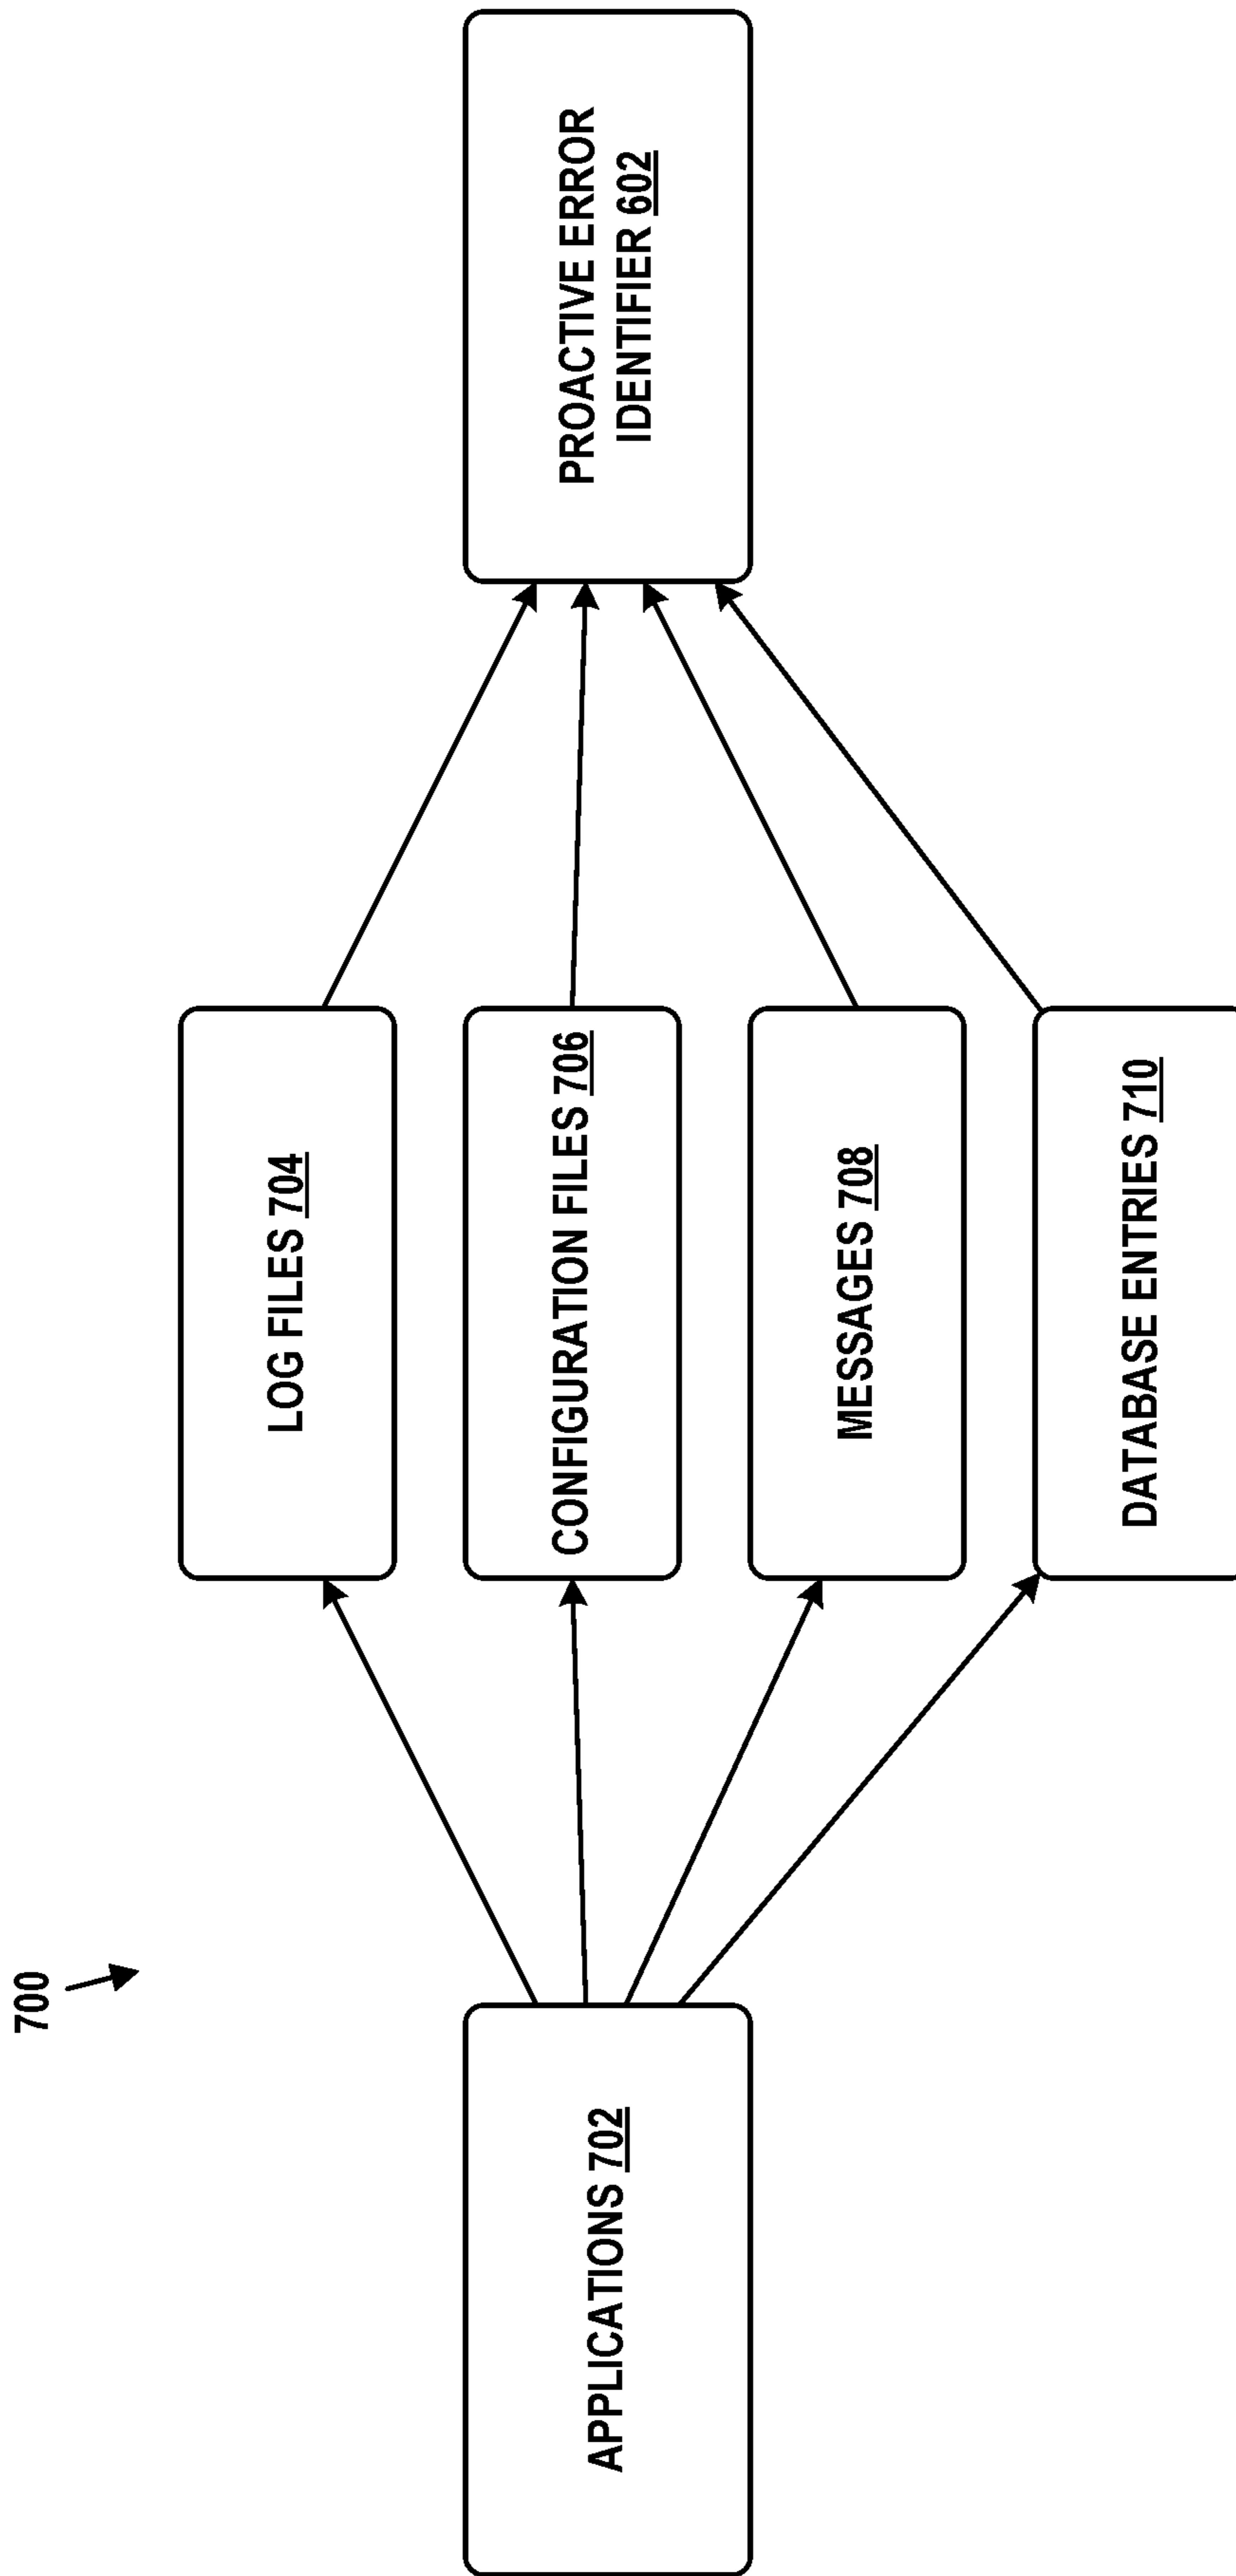 700
APPLICATIONS 702
LOG FILES 704
CONFIGURATION FILES 706
MESSAGES 708
DATABASE ENTRIES 710
PROACTIVE ERROR
IDENTIFIER 602